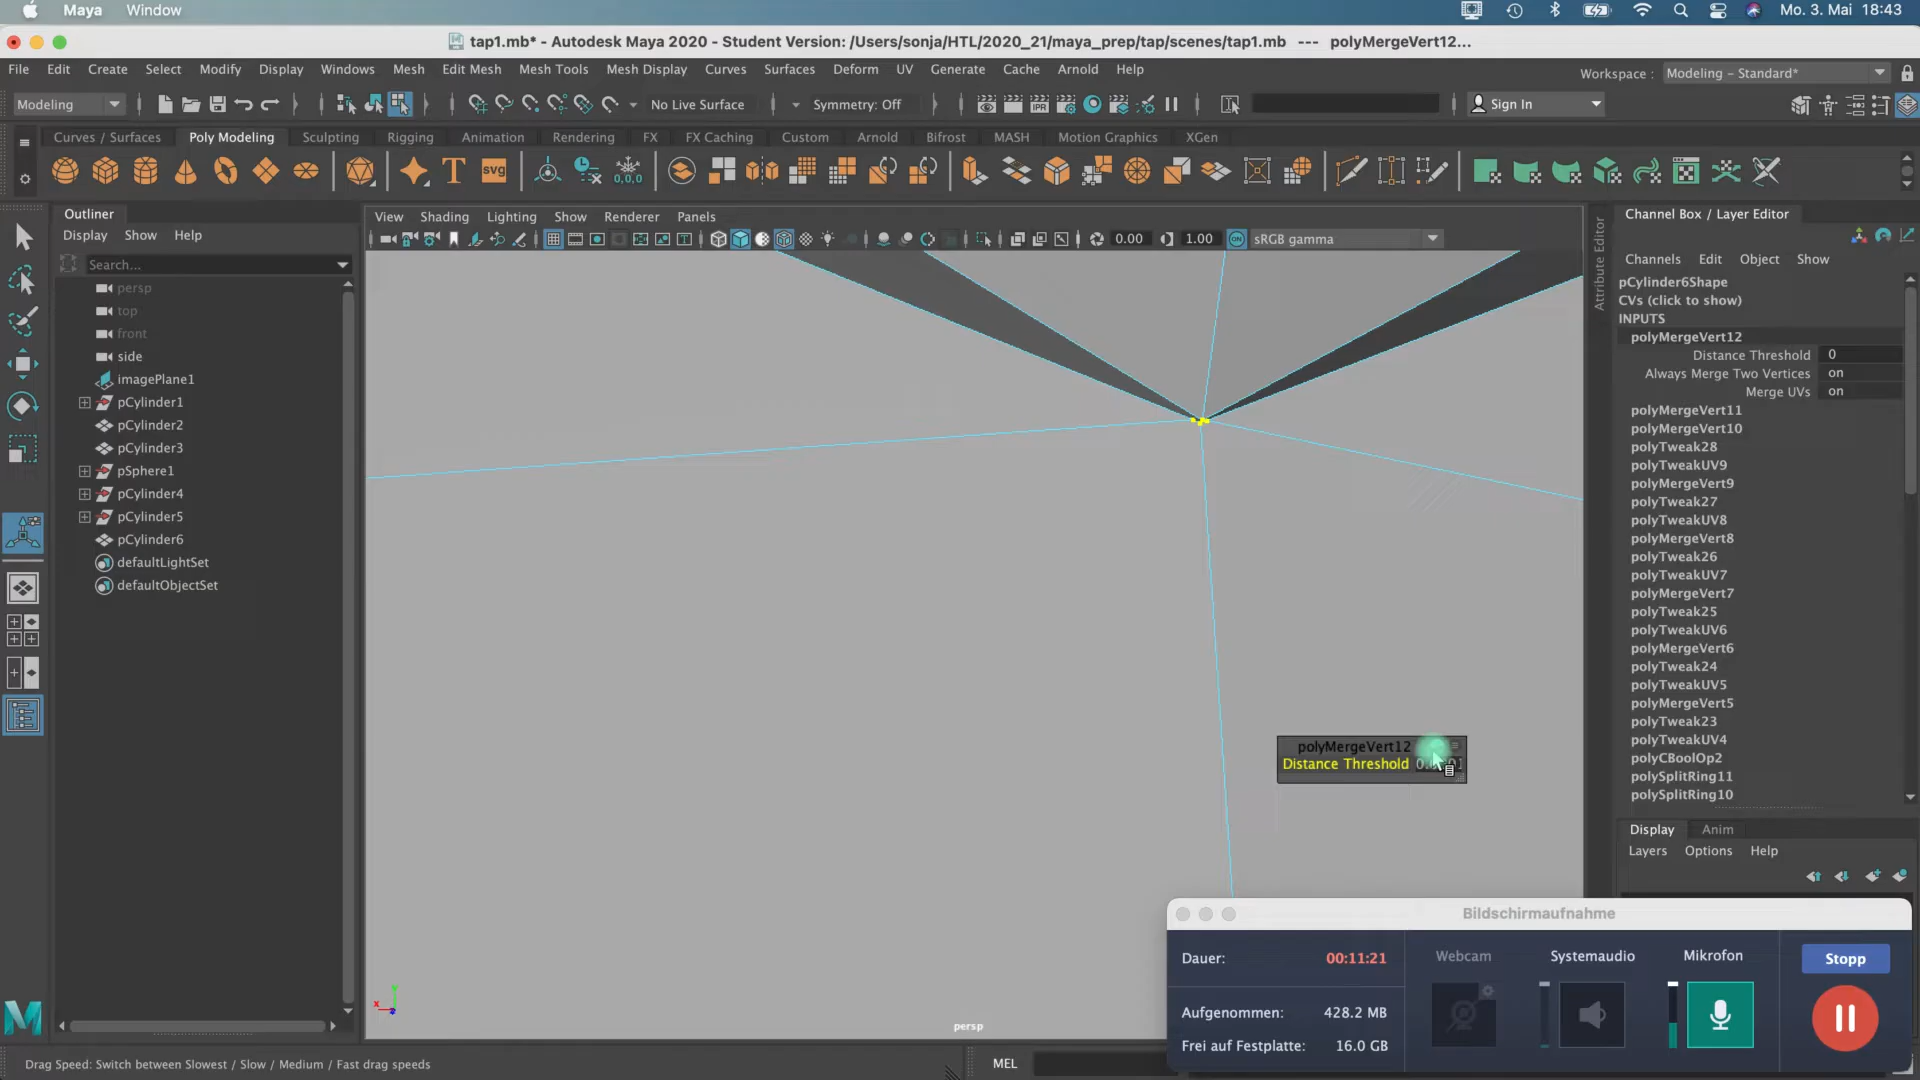 Maya Window Mo. 3. Mai 18:43
tap1.mb* - Autodesk Maya 2020 - Student Version: /Users/sonja/HTL/2020_21/maya_prep/tap/scenes/tap1.mb --- polyMergeVert12...
File Edit Create Select Modify Display Windows Mesh Edit Mesh Mesh Tools Mesh Display Curves Surfaces Deform UV Generate Cache Arnold Help
Workspace : Modeling - Standard*
Modeling No Live Surface Symmetry: Off IPR Sign In
Curves / Surfaces Poly Modeling Sculpting Rigging Animation Rendering FX FX Caching Custom Arnold Bifrost MASH Motion Graphics XGen
SVG 0,0,0
Outliner
Display Show Help
Search...
persp
top
front
side
imagePlane1
pCylinder1
pCylinder2
pCylinder3
pSphere1
pCylinder4
pCylinder5
pCylinder6
defaultLightSet
defaultObjectSet
View Shading Lighting Show Renderer Panels
0.00 1.00 ON sRGB gamma
polyMergeVert12
Distance Threshold
persp
Attribute Editor
Channel Box / Layer Editor
Channels Edit Object Show
pCylinder6Shape
CVs (click to show)
INPUTS
polyMergeVert12
Distance Threshold 0
Always Merge Two Vertices on
Merge UVs on
polyMergeVert11
polyMergeVert10
polyTweak28
polyTweakUV9
polyMergeVert9
polyTweak27
polyTweakUV8
polyMergeVert8
polyTweak26
polyTweakUV7
polyMergeVert7
polyTweak25
polyTweakUV6
polyMergeVert6
polyTweak24
polyTweakUV5
polyMergeVert5
polyTweak23
polyTweakUV4
polyCBoolOp2
polySplitRing11
polySplitRing10
Display Anim
Layers Options Help
Bildschirmaufnahme
Dauer: 00:11:21
Aufgenommen: 428.2 MB
Frei auf Festplatte: 16.0 GB
Webcam Systemaudio Mikrofon
Stopp
Drag Speed: Switch between Slowest / Slow / Medium / Fast drag speeds
MEL